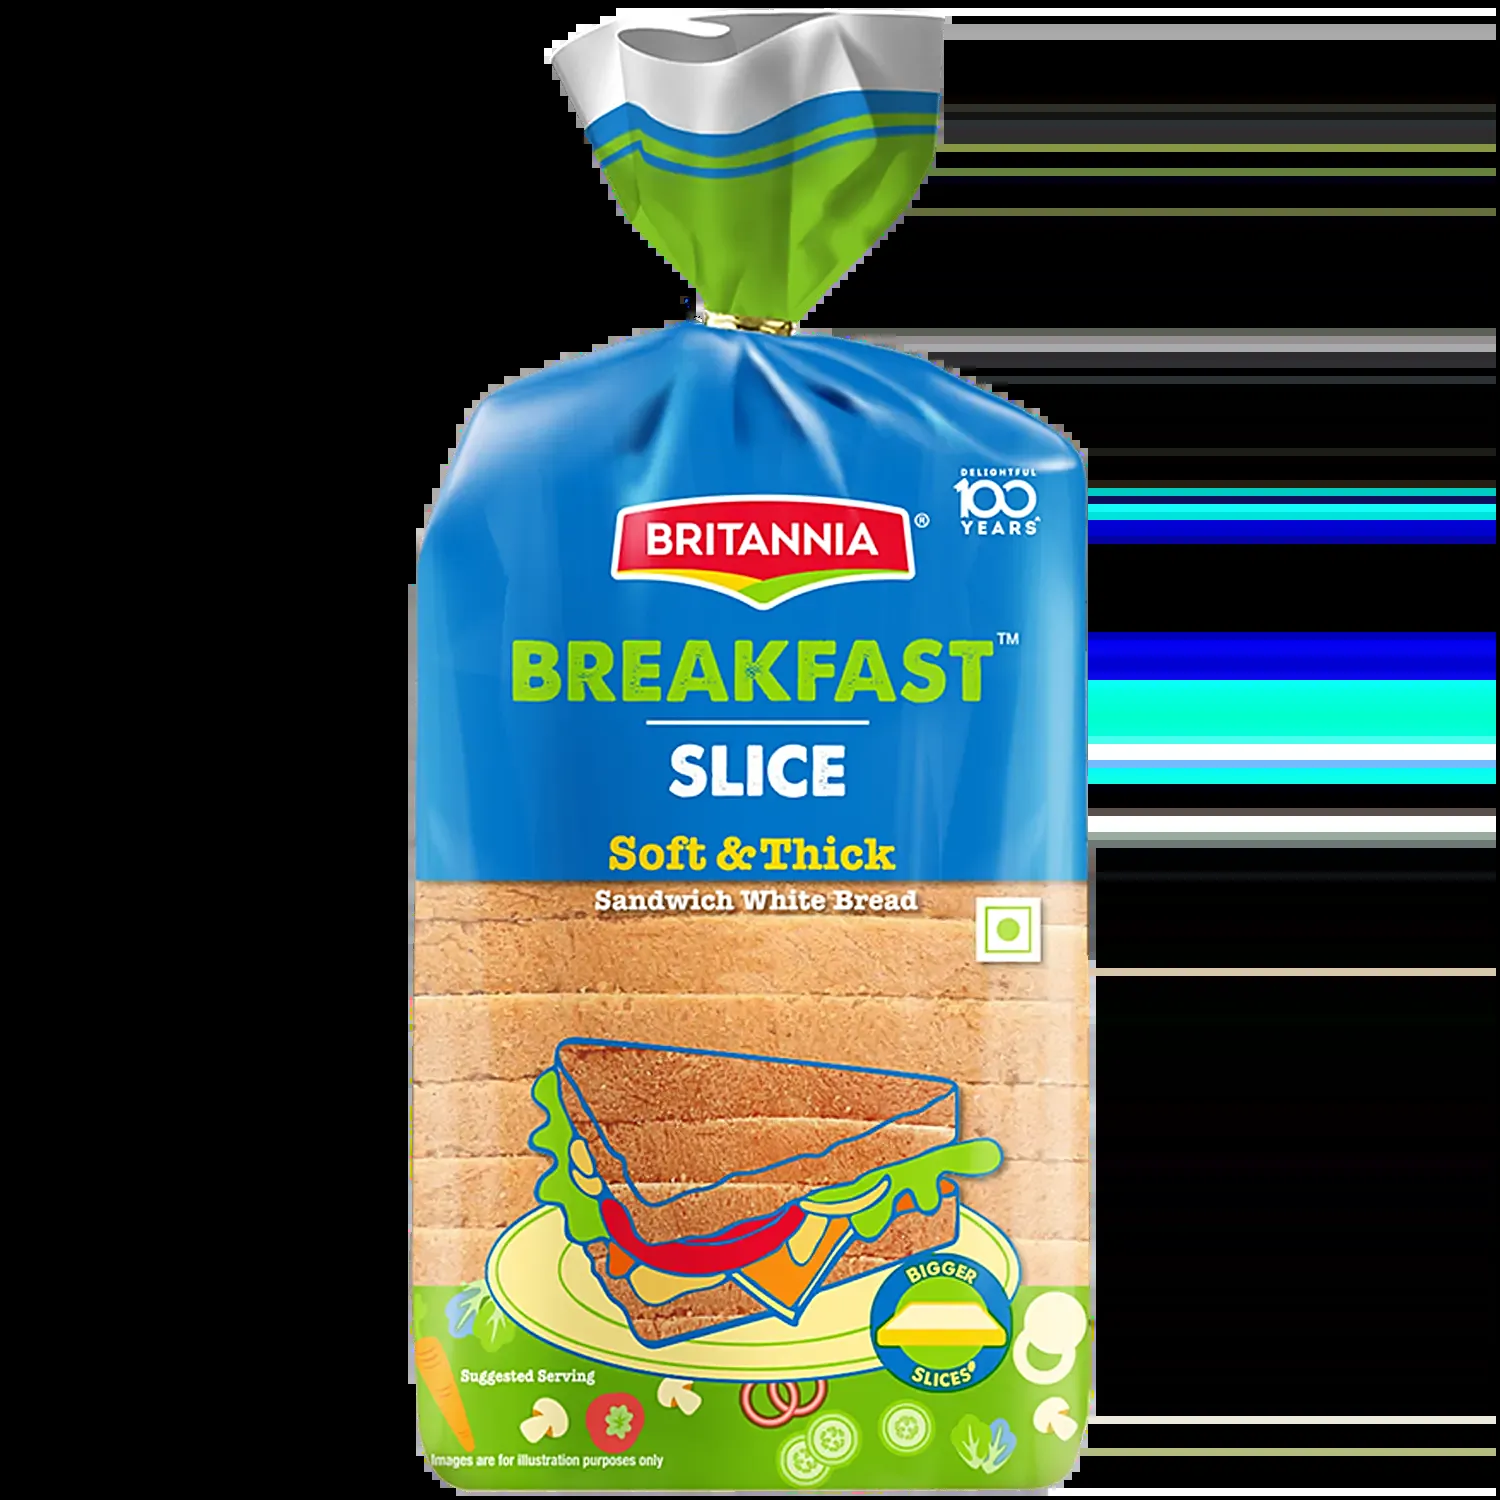 DELIGHTFUL
100
YEARS
BRITANNIA®
BREAKFAST™
SLICE
Soft & Thick
Sandwich White Bread
BIGGER
SLICES
Suggested Serving
Images are for illustration purposes only